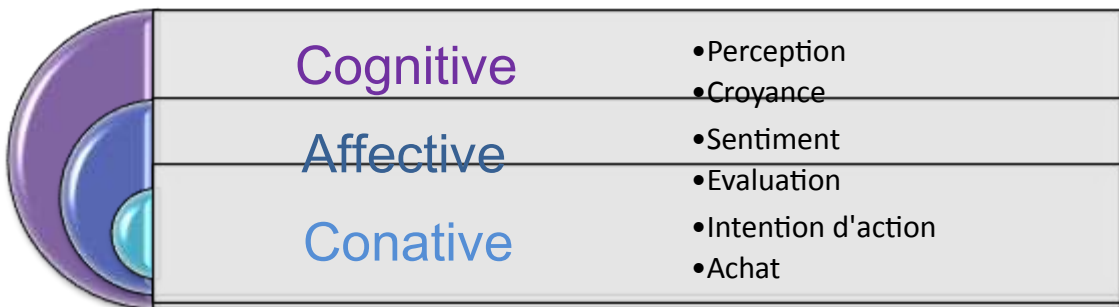 Cognitive
•Perception
•Croyance
Affective
•Sentiment
•Evaluation
Conative
•Intention d'action
•Achat